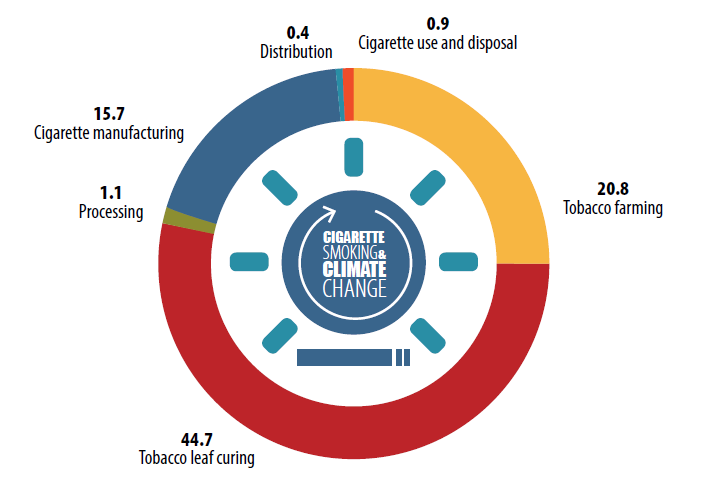 0.4
Distribution
0.9
Cigarette use and disposal
15.7
Cigarette manufacturing
1.1
Processing
20.8
Tobacco farming
CIGARETTE
SMOKING&
CLIMATE
CHANGE
44.7
Tobacco leaf curing